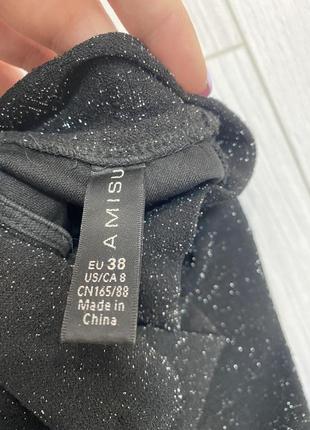 AMISU
EU 38
US/CA 8
CN165/88
Made in
China